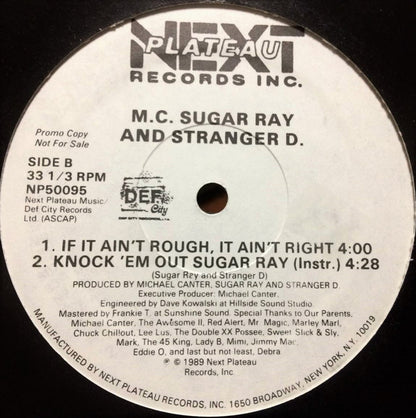 NEXT
PLATEAU
RECORDS INC.
M.C. SUGAR RAY
AND STRANGER D.
Promo Copy
Not For Sale
SIDE B
33 1/3 RPM
NP50095
Next Plateau Music/
Def City Records
Ltd. (ASCAP)
DEF
City
DEF CITY RECORDS, LTD.
1. IF IT AIN'T ROUGH, IT AIN'T RIGHT 4:00
2. KNOCK 'EM OUT SUGAR RAY (Instr.) 4:28
(Sugar Ray and Stranger D)
PRODUCED BY MICHAEL CANTER, SUGAR RAY AND STRANGER D.
Executive Producer: Michael Canter.
Engineered by Dave Kowalski at Hillside Sound Studio.
Mastered by Frankie T. at Sunshine Sound. Special Thanks to Our Parents,
Michael Canter, The Awesome II, Red Alert, Mr. Magic, Marley Marl,
Chuck Chillout, Lee Lus, The Double XX Possee, Sweet Slick & Sly,
Mark, The 45 King, Lady B, Mimi, Jimmy Mac,
Eddie O, and last but not least, Debra
℗ © 1989 Next Plateau
Records, Inc.
MANUFACTURED BY NEXT PLATEAU RECORDS, INC. 1650 BROADWAY, NEW YORK, N.Y. 10019